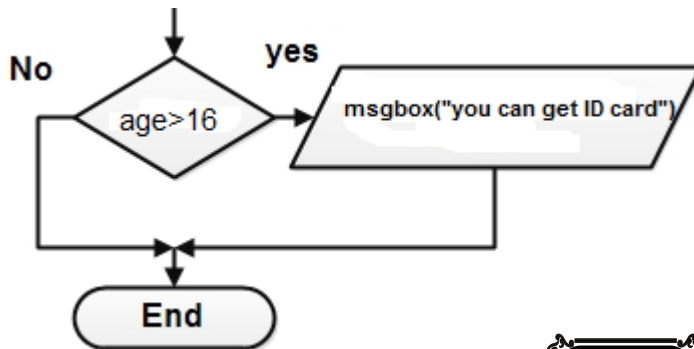 No
yes
age>16
msgbox("you can get ID card")
End